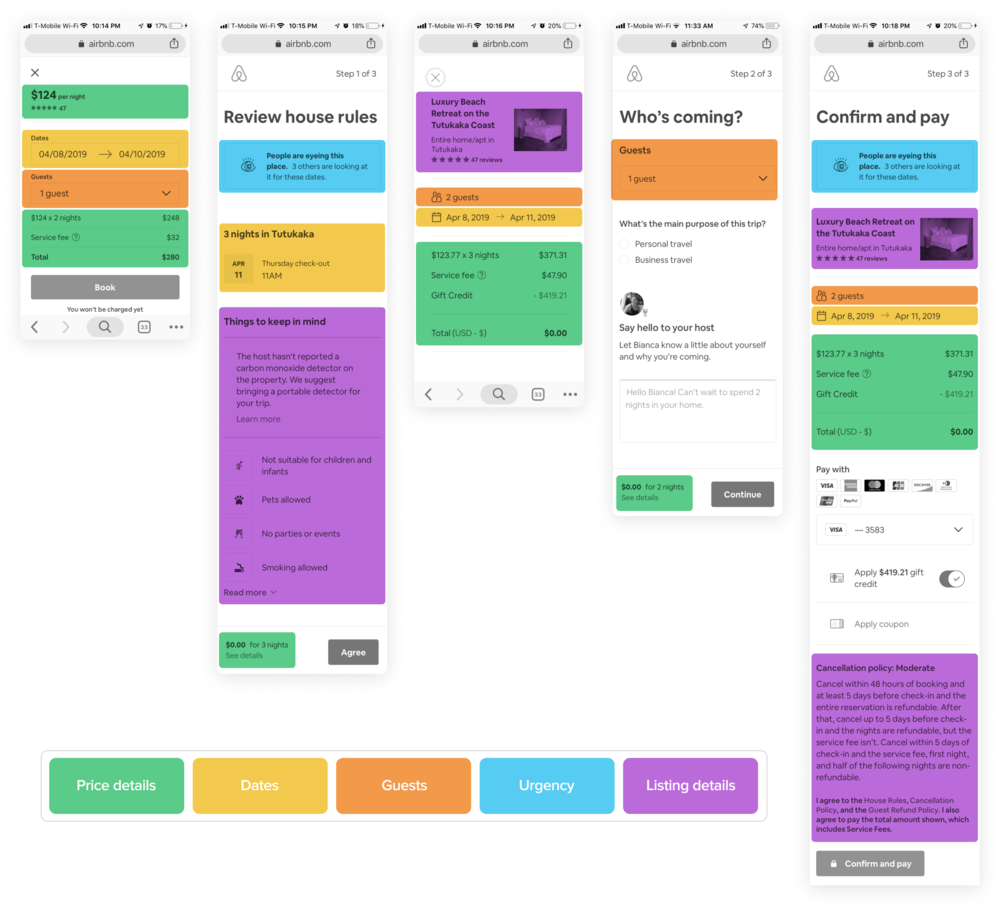 T-Mobile Wi-Fi 10:14 PM 17%
airbnb.com
$124 per night
★★★★★ 47
Dates
04/08/2019 → 04/10/2019
Guests
1 guest
$124 x 2 nights $248
Service fee ? $32
Total $280
Book
You won't be charged yet
33
T-Mobile Wi-Fi 10:15 PM 18%
airbnb.com
Step 1 of 3
Review house rules
People are eyeing this
place. 3 others are looking at
it for these dates.
3 nights in Tutukaka
APR
11
Thursday check-out
11AM
Things to keep in mind
The host hasn't reported a
carbon monoxide detector on
the property. We suggest
bringing a portable detector for
your trip.
Learn more
Not suitable for children and
infants
Pets allowed
No parties or events
Smoking allowed
Read more
$0.00 for 3 nights
See details
Agree
T-Mobile Wi-Fi 10:16 PM 20%
airbnb.com
Luxury Beach
Retreat on the
Tutukaka Coast
Entire home/apt in
Tutukaka
★★★★★ 47 reviews
2 guests
Apr 8, 2019 → Apr 11, 2019
$123.77 x 3 nights $371.31
Service fee ? $47.90
Gift Credit - $419.21
Total (USD - $) $0.00
33
T-Mobile Wi-Fi 11:33 AM 74%
airbnb.com
Step 2 of 3
Who's coming?
Guests
1 guest
What's the main purpose of this trip?
Personal travel
Business travel
Say hello to your host
Let Bianca know a little about yourself
and why you're coming.
Hello Bianca! Can't wait to spend 2
nights in your home.
$0.00 for 2 nights
See details
Continue
T-Mobile Wi-Fi 10:18 PM 20%
airbnb.com
Step 3 of 3
Confirm and pay
People are eyeing this
place. 3 others are looking at
it for these dates.
Luxury Beach Retreat on
the Tutukaka Coast
Entire home/apt in Tutukaka
★★★★★ 47 reviews
2 guests
Apr 8, 2019 → Apr 11, 2019
$123.77 x 3 nights $371.31
Service fee ? $47.90
Gift Credit - $419.21
Total (USD - $) $0.00
Pay with
VISA DISCOVER
PayPal
VISA •••• 3583
Apply $419.21 gift
credit
Apply coupon
Cancellation policy: Moderate
Cancel within 48 hours of booking and
at least 5 days before check-in and the
entire reservation is refundable. After
that, cancel up to 5 days before check-
in and the nights are refundable, but the
service fee isn't. Cancel within 5 days of
check-in and the service fee, first night,
and half of the following nights are non-
refundable.
I agree to the House Rules, Cancellation
Policy, and the Guest Refund Policy. I also
agree to pay the total amount shown, which
includes Service Fees.
Confirm and pay
Price details
Dates
Guests
Urgency
Listing details